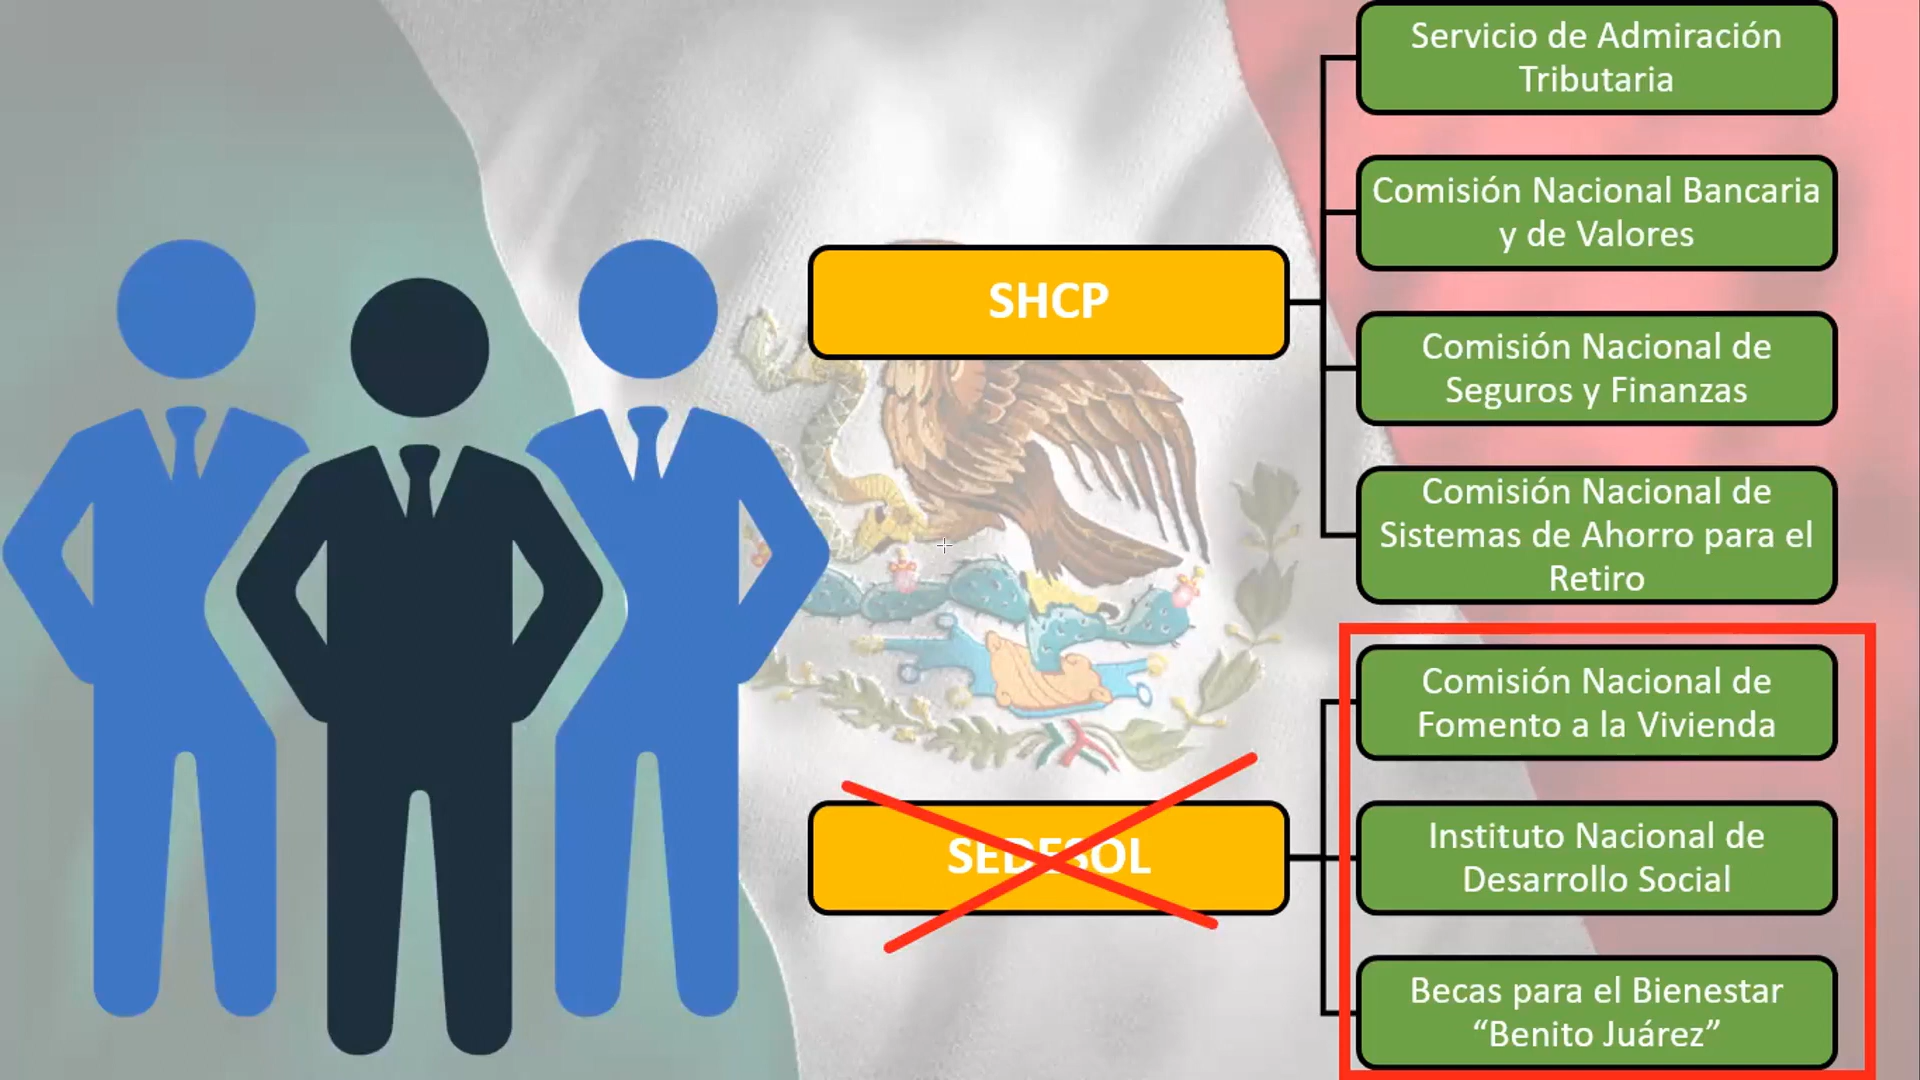 Servicio de Admiración
Tributaria
Comisión Nacional Bancaria
y de Valores
SHCP
Comisión Nacional de
Seguros y Finanzas
Comisión Nacional de
Sistemas de Ahorro para el
Retiro
Comisión Nacional de
Fomento a la Vivienda
SEDESOL
Instituto Nacional de
Desarrollo Social
Becas para el Bienestar
“Benito Juárez”